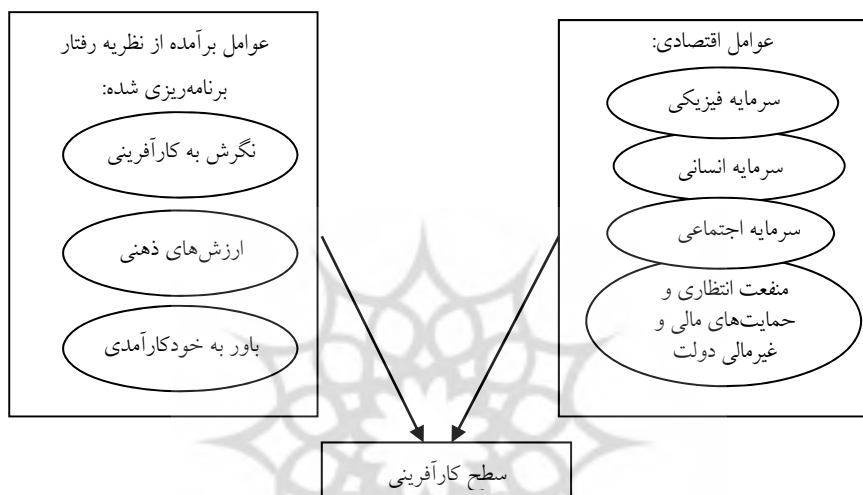 عوامل اقتصادی:
سرمایه فیزیکی
سرمایه انسانی
سرمایه اجتماعی
منفعت انتظاری و
حمایت‌های مالی و
غیرمالی دولت
عوامل برآمده از نظریه رفتار
برنامه‌ریزی شده:
نگرش به کارآفرینی
ارزش‌های ذهنی
باور به خودکارآمدی
سطح کارآفرینی